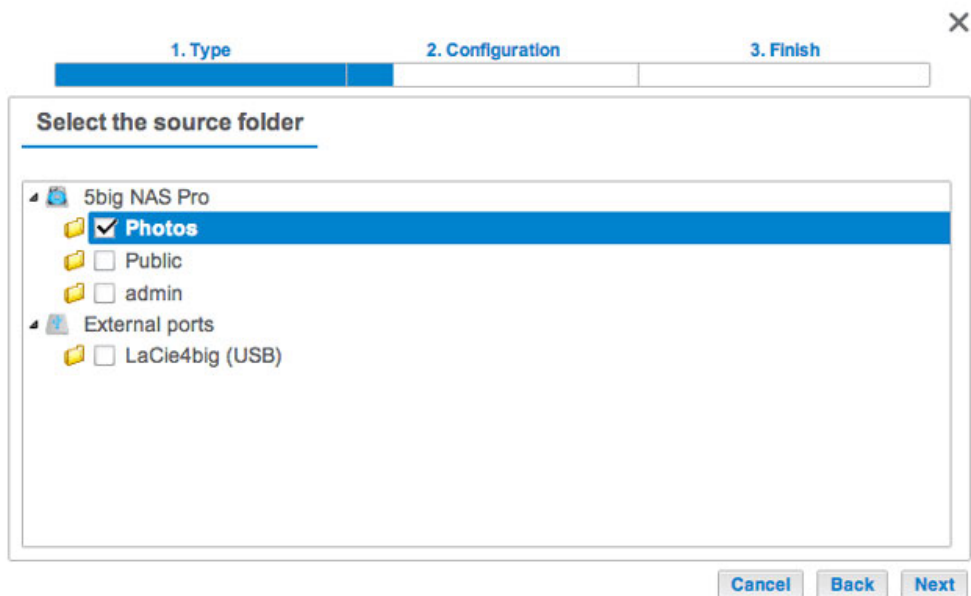 1. Type 2. Configuration 3. Finish
Select the source folder
5big NAS Pro
Photos
Public
admin
External ports
LaCie4big (USB)
Cancel Back Next